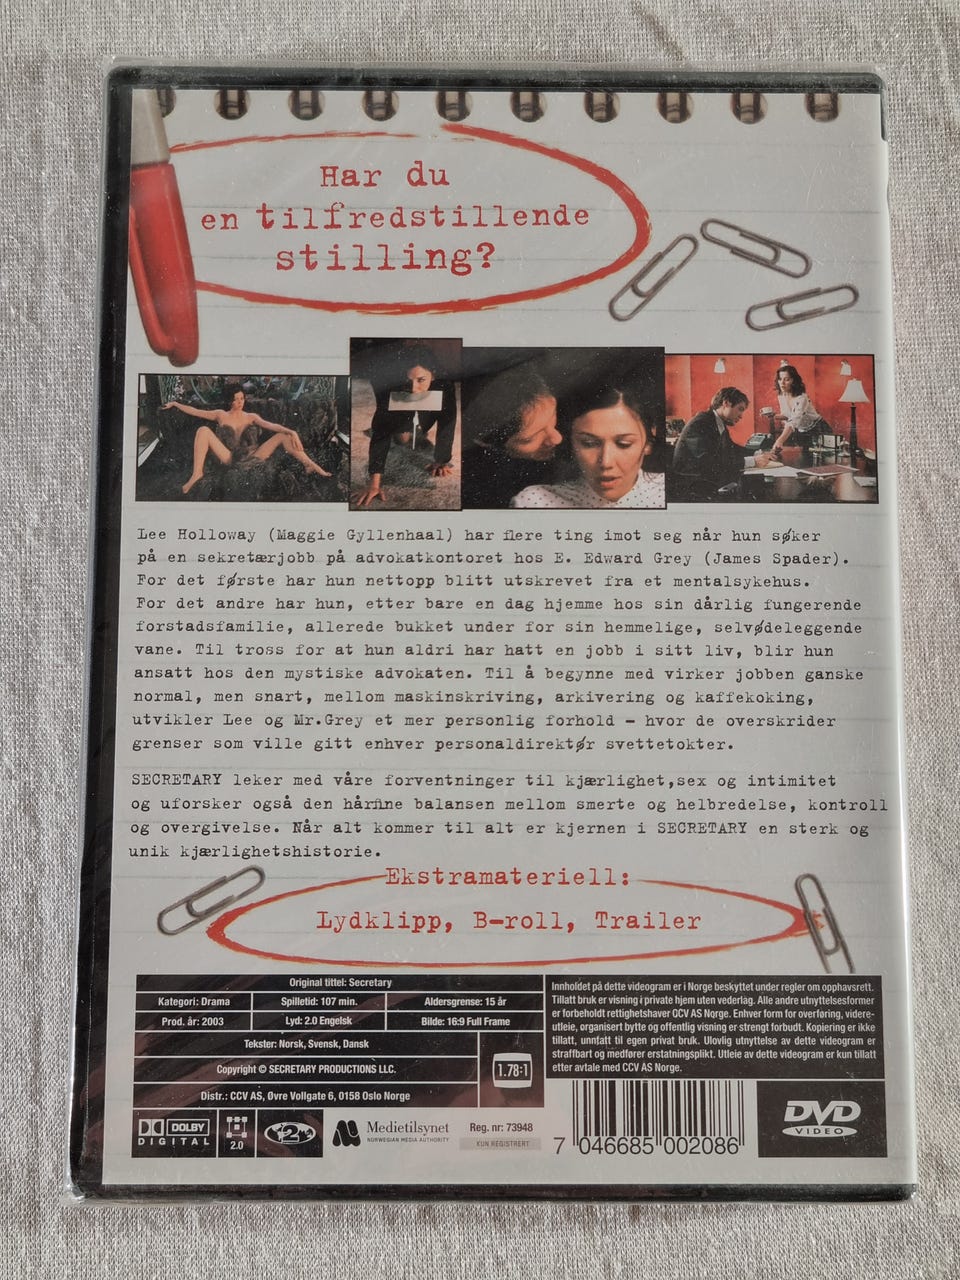 Har du
en tilfredstillende
stilling?
Lee Holloway (Maggie Gyllenhaal) har flere ting imot seg når hun søker
på en sekretærjobb på advokatkontoret hos E. Edward Grey (James Spader).
For det første har hun nettopp blitt utskrevet fra et mentalsykehus.
For det andre har hun, etter bare en dag hjemme hos sin dårlig fungerende
forstadsfamilie, allerede bukket under for sin hemmelige, selvødeleggende
vane. Til tross for at hun aldri har hatt en jobb i sitt liv, blir hun
ansatt hos den mystiske advokaten. Til å begynne med virker jobben ganske
normal, men snart, mellom maskinskriving, arkivering og kaffekoking,
utvikler Lee og Mr.Grey et mer personlig forhold – hvor de overskrider
grenser som ville gitt enhver personaldirektør svettetokter.
SECRETARY leker med våre forventninger til kjærlighet,sex og intimitet
og uforsker også den hårfine balansen mellom smerte og helbredelse, kontroll
og overgivelse. Når alt kommer til alt er kjernen i SECRETARY en sterk og
unik kjærlighetshistorie.
Ekstramateriell:
Lydklipp, B-roll, Trailer
Original tittel: Secretary
Kategori: Drama Spilletid: 107 min. Aldersgrense: 15 år
Prod. år: 2003 Lyd: 2.0 Engelsk Bilde: 16:9 Full Frame
Tekster: Norsk, Svensk, Dansk
Copyright © SECRETARY PRODUCTIONS LLC.
Distr.: CCV AS, Øvre Vollgate 6, 0158 Oslo Norge
1.78:1
Innholdet på dette videogram er i Norge beskyttet under regler om opphavsrett.
Tillatt bruk er visning i private hjem uten vederlag. Alle andre utnyttelsesformer
er forbeholdt rettighetshaver CCV AS Norge. Enhver form for overføring, videre-
utleie, organisert bytte og offentlig visning er strengt forbudt. Kopiering er ikke
tillatt, unntatt til egen privat bruk. Ulovlig utnyttelse av dette videogram er
straffbart og medfører erstatningsplikt. Utleie av dette videogram er kun tillatt
etter avtale med CCV AS.
DOLBY
DIGITAL
2.0
2
Medietilsynet
NORWEGIAN MEDIA AUTHORITY
Reg. nr: 73948
KUN REGISTRERT
7 046685 002086
DVD
VIDEO